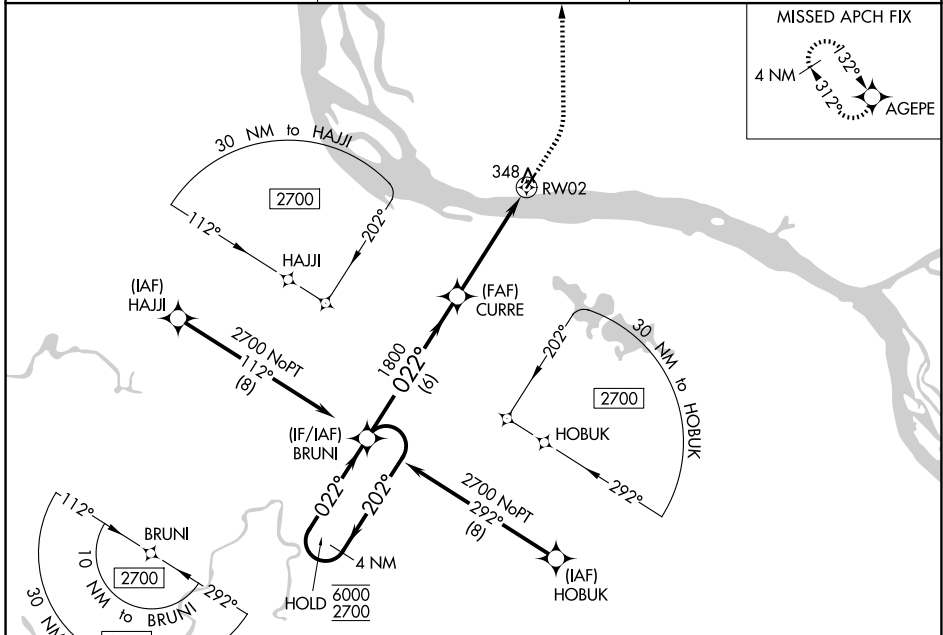 MISSED APCH FIX
4 NM
132°
312°
AGEPE
30 NM to HAJJI
2700
112°
202°
HAJJI
348
RW02
(IAF)
HAJJI
2700 NoPT
112°
(8)
(FAF)
CURRE
1800
022°
(6)
30 NM to HOBUK
202°
2700
HOBUK
292°
(IF/IAF)
BRUNI
022°
202°
4 NM
HOLD
6000
2700
2700 NoPT
292°
(8)
(IAF)
HOBUK
112°
BRUNI
2700
292°
10 NM to BRUNI
30 NM